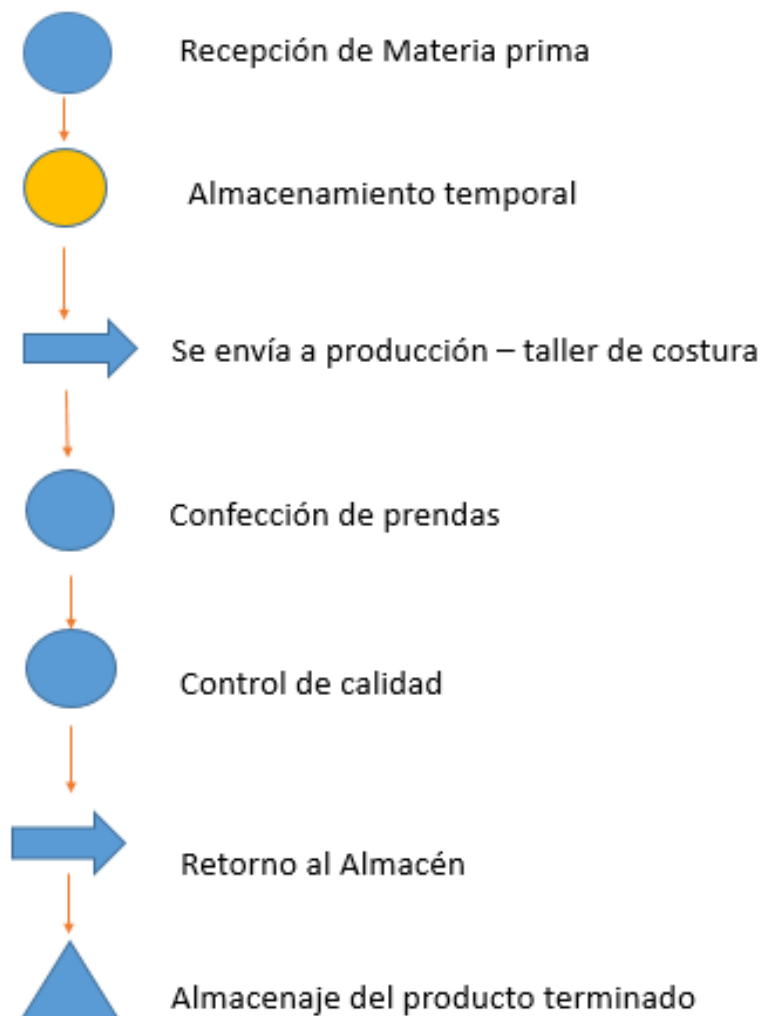 Recepción de Materia prima
Almacenamiento temporal
Se envía a producción – taller de costura
Confección de prendas
Control de calidad
Retorno al Almacén
Almacenaje del producto terminado